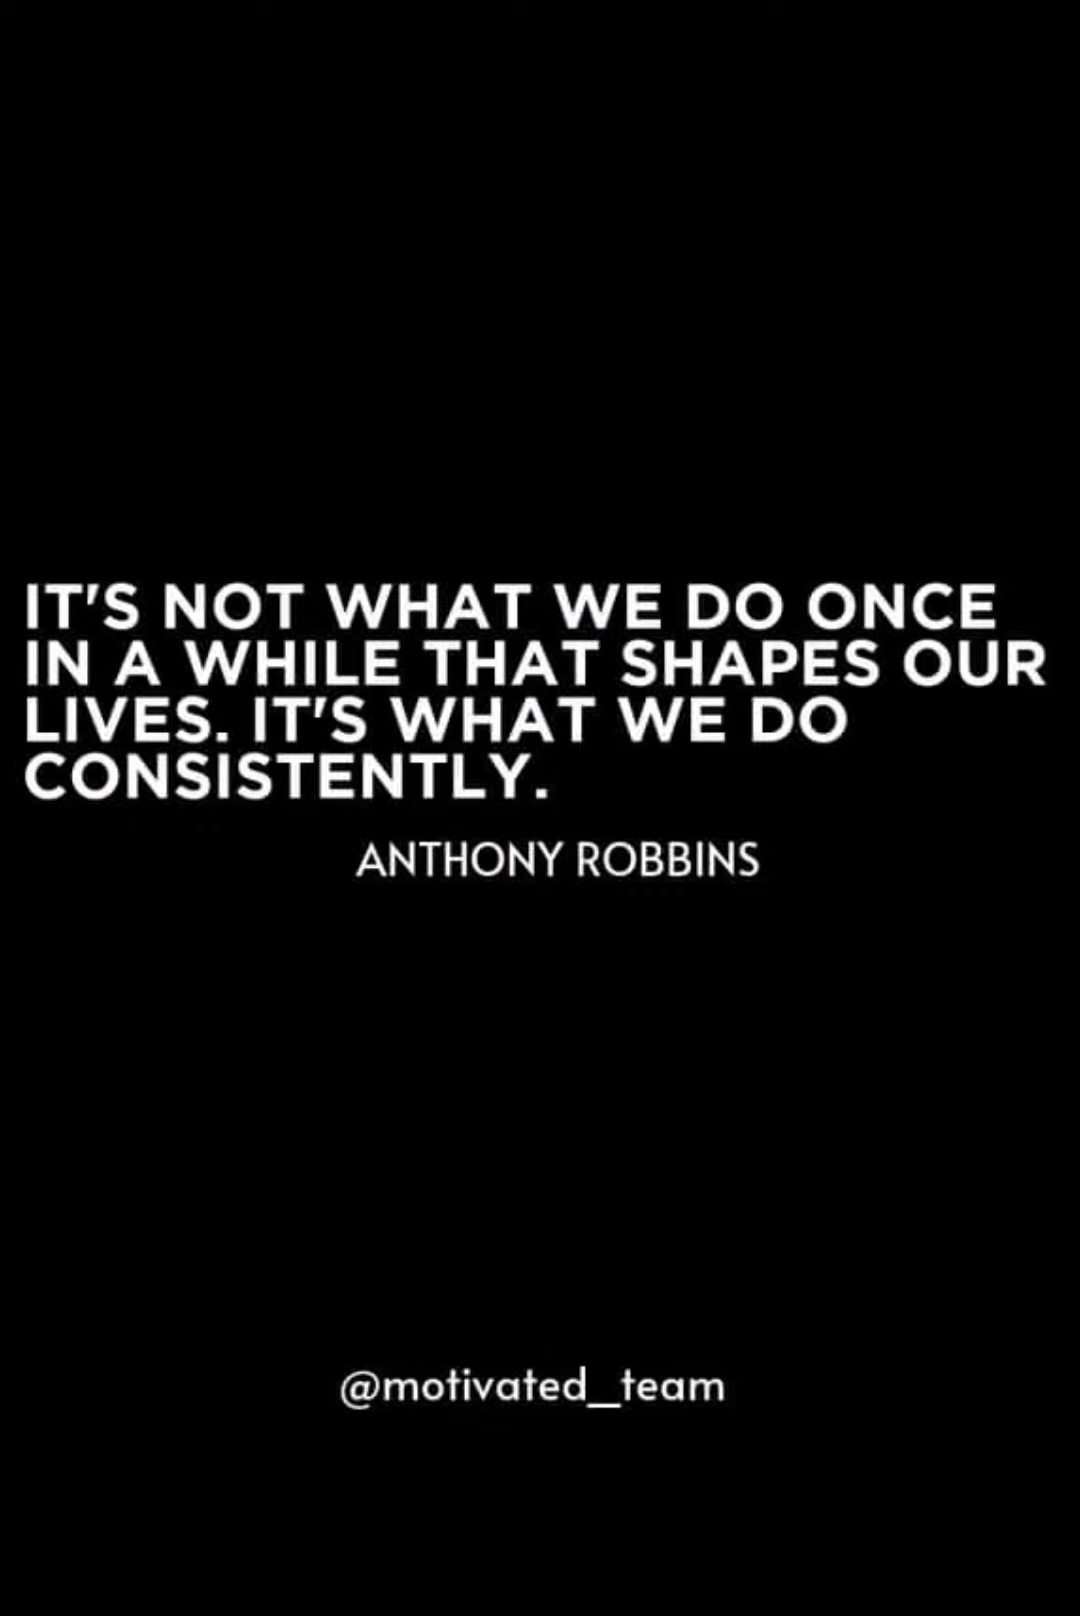 IT'S NOT WHAT WE DO ONCE
IN A WHILE THAT SHAPES OUR
LIVES. IT'S WHAT WE DO
CONSISTENTLY.
ANTHONY ROBBINS
@motivated__team